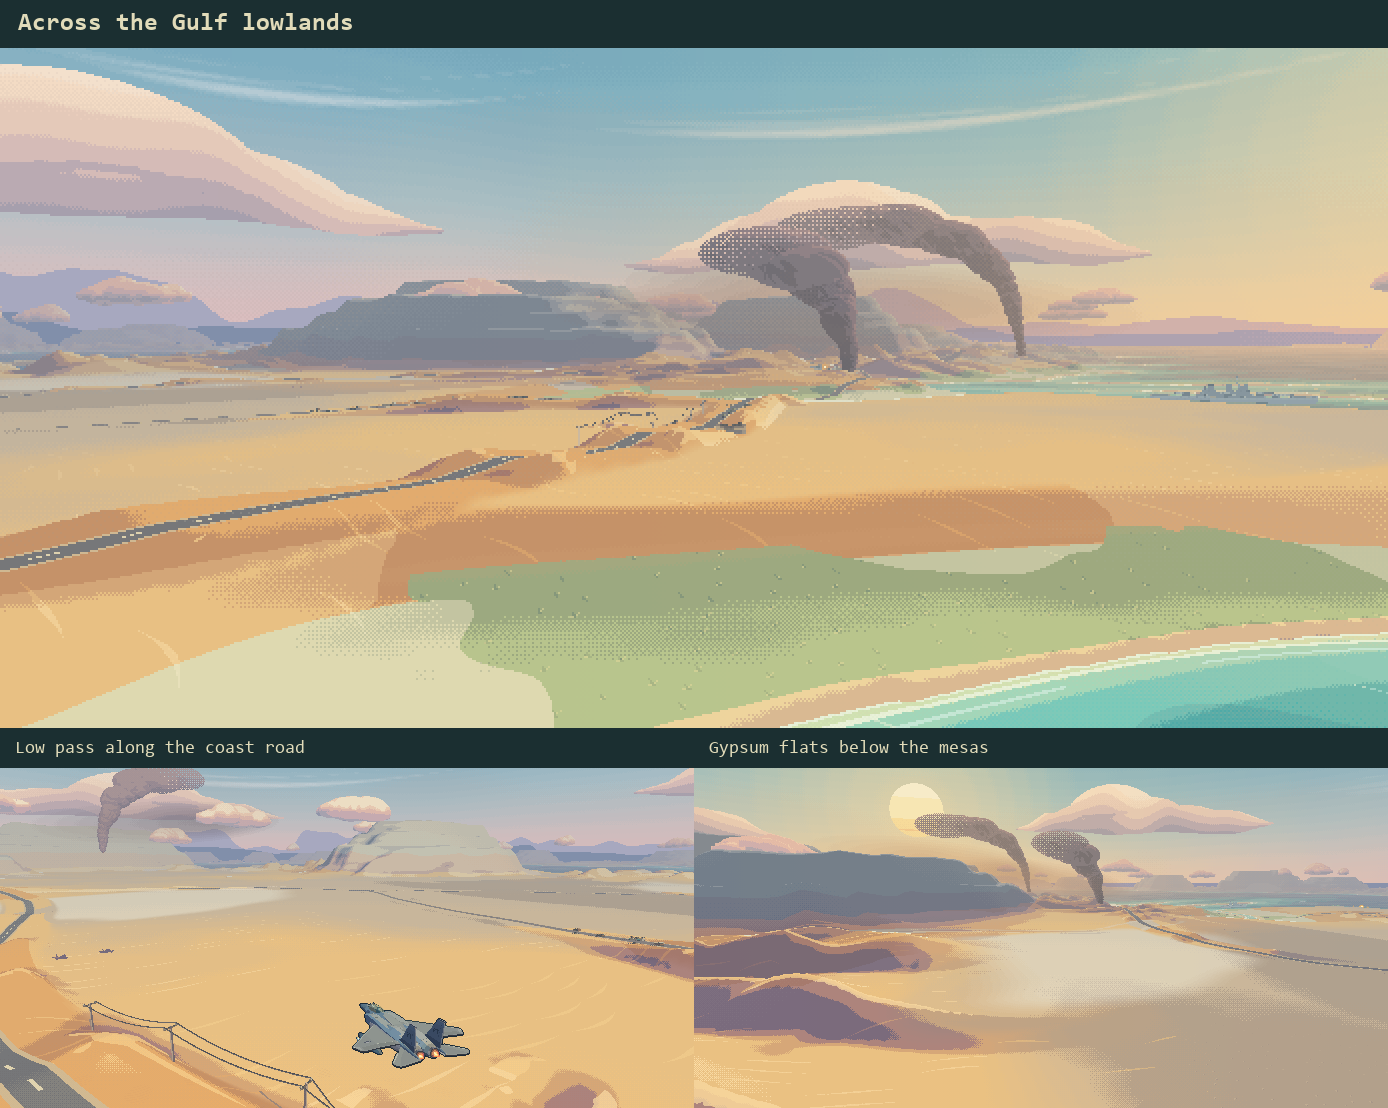 Across the Gulf lowlands
Low pass along the coast road
Gypsum flats below the mesas